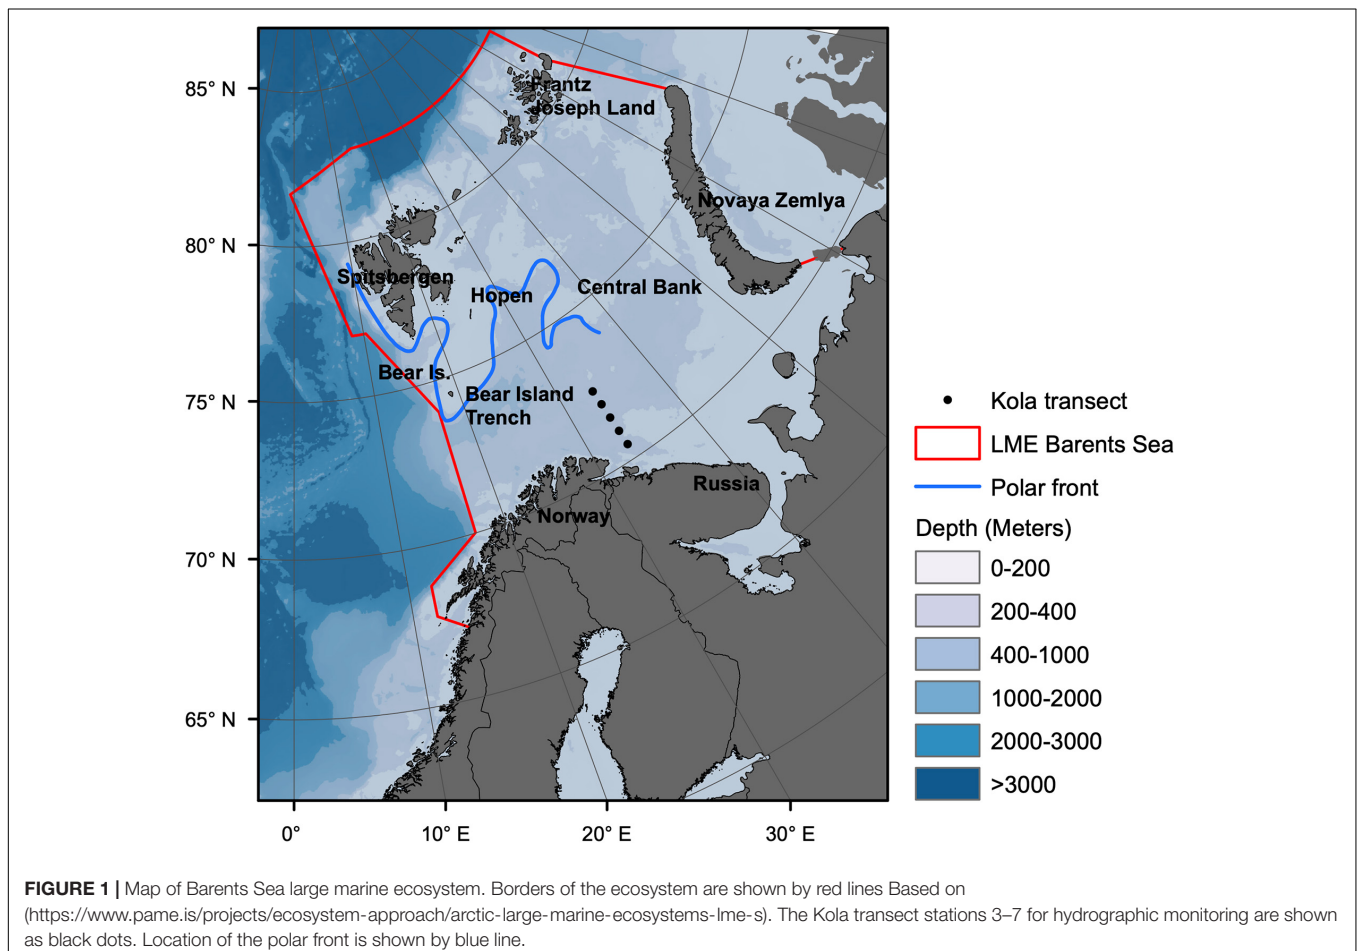 85° N
80° N
75° N
70° N
65° N
0°
10° E
20° E
30° E
Frantz
Joseph Land
Novaya Zemlya
Spitsbergen
Hopen
Central Bank
Bear Is.
Bear Island
Trench
Russia
Norway
Kola transect
LME Barents Sea
Polar front
Depth (Meters)
0-200
200-400
400-1000
1000-2000
2000-3000
>3000
FIGURE 1 | Map of Barents Sea large marine ecosystem. Borders of the ecosystem are shown by red lines Based on
(https://www.pame.is/projects/ecosystem-approach/arctic-large-marine-ecosystems-lme-s). The Kola transect stations 3–7 for hydrographic monitoring are shown
as black dots. Location of the polar front is shown by blue line.